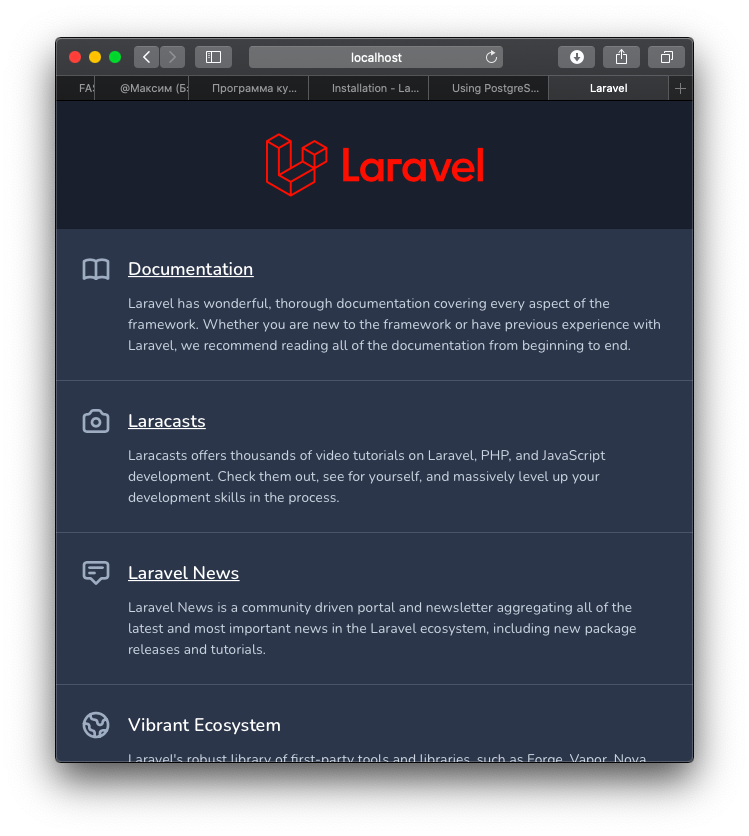 localhost
@Максим (Бэ
Программа ку...
Installation - La...
Using PostgreS...
Laravel
Laravel
Documentation
Laravel has wonderful, thorough documentation covering every aspect of the
framework. Whether you are new to the framework or have previous experience with
Laravel, we recommend reading all of the documentation from beginning to end.
Laracasts
Laracasts offers thousands of video tutorials on Laravel, PHP, and JavaScript
development. Check them out, see for yourself, and massively level up your
development skills in the process.
Laravel News
Laravel News is a community driven portal and newsletter aggregating all of the
latest and most important news in the Laravel ecosystem, including new package
releases and tutorials.
Vibrant Ecosystem
Laravel's robust library of first-party tools and libraries, such as Forge, Vapor, Nova,